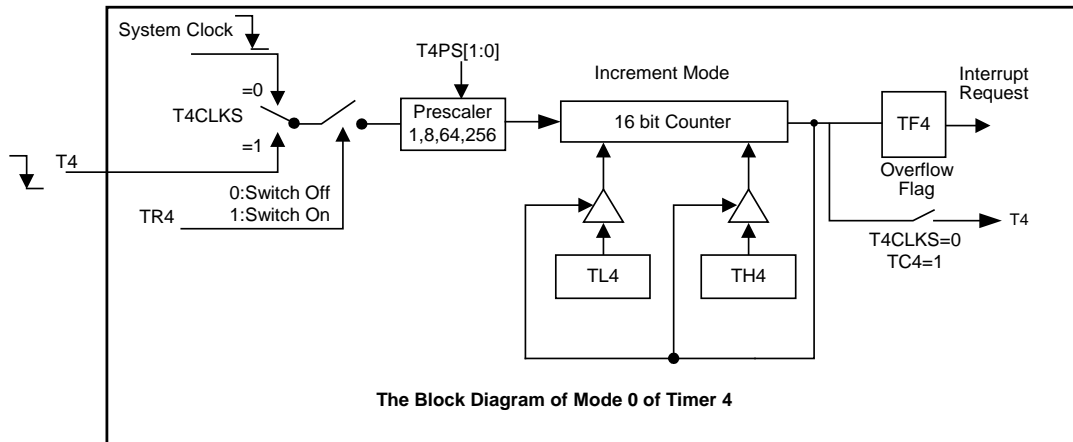 System Clock
T4PS[1:0]
Increment Mode
Interrupt
Request
=0
T4CLKS
Prescaler
1,8,64,256
16 bit Counter
TF4
=1
T4
Overflow
Flag
0:Switch Off
1:Switch On
TR4
T4
T4CLKS=0
TC4=1
TL4
TH4
The Block Diagram of Mode 0 of Timer 4